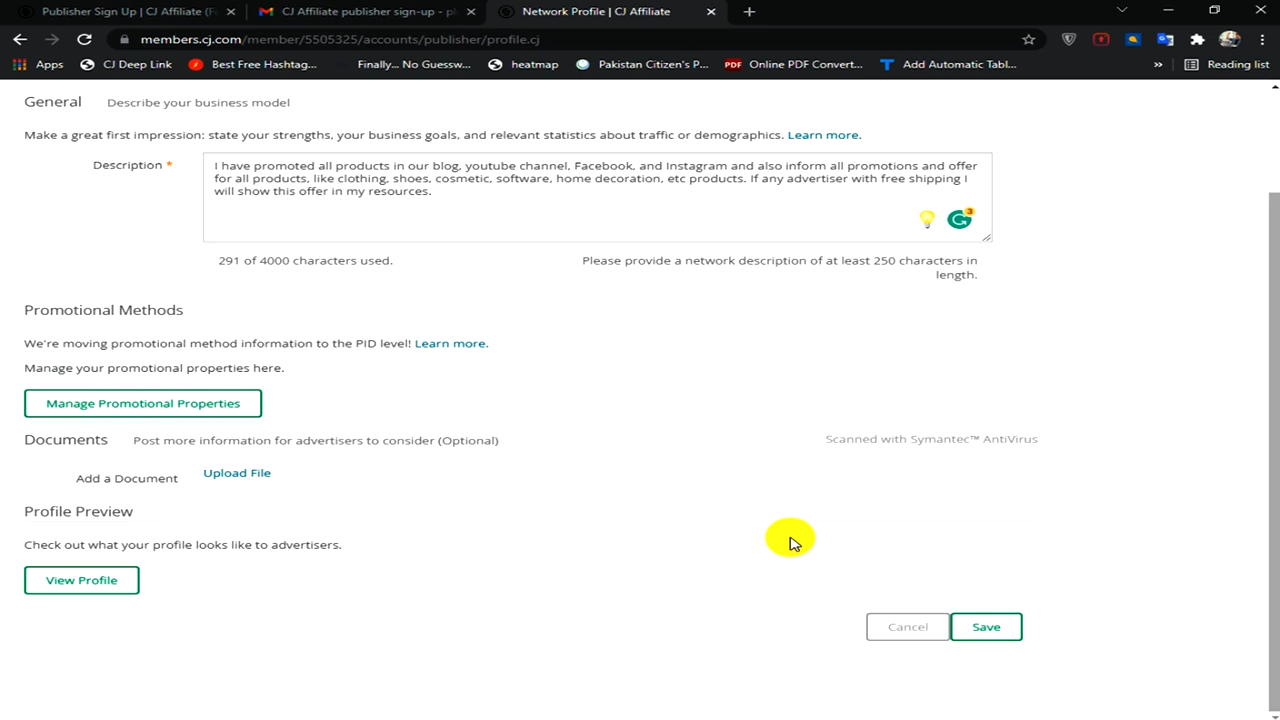 Publisher Sign Up | CJ Affiliate (F
CJ Affiliate publisher sign-up - p
Network Profile | CJ Affiliate
members.cj.com/member/5505325/accounts/publisher/profile.cj
Apps
CJ Deep Link
Best Free Hashtag...
Finally... No Guessw...
heatmap
Pakistan Citizen's P...
PDF Online PDF Convert...
Add Automatic Tabl...
»
Reading list
General Describe your business model
Make a great first impression: state your strengths, your business goals, and relevant statistics about traffic or demographics. Learn more.
Description *
I have promoted all products in our blog, youtube channel, Facebook, and Instagram and also inform all promotions and offer
for all products, like clothing, shoes, cosmetic, software, home decoration, etc products. If any advertiser with free shipping I
will show this offer in my resources.
3
291 of 4000 characters used.
Please provide a network description of at least 250 characters in
length.
Promotional Methods
We're moving promotional method information to the PID level! Learn more.
Manage your promotional properties here.
Manage Promotional Properties
Documents Post more information for advertisers to consider (Optional)
Scanned with Symantec™ AntiVirus
Add a Document Upload File
Profile Preview
Check out what your profile looks like to advertisers.
View Profile
Cancel
Save